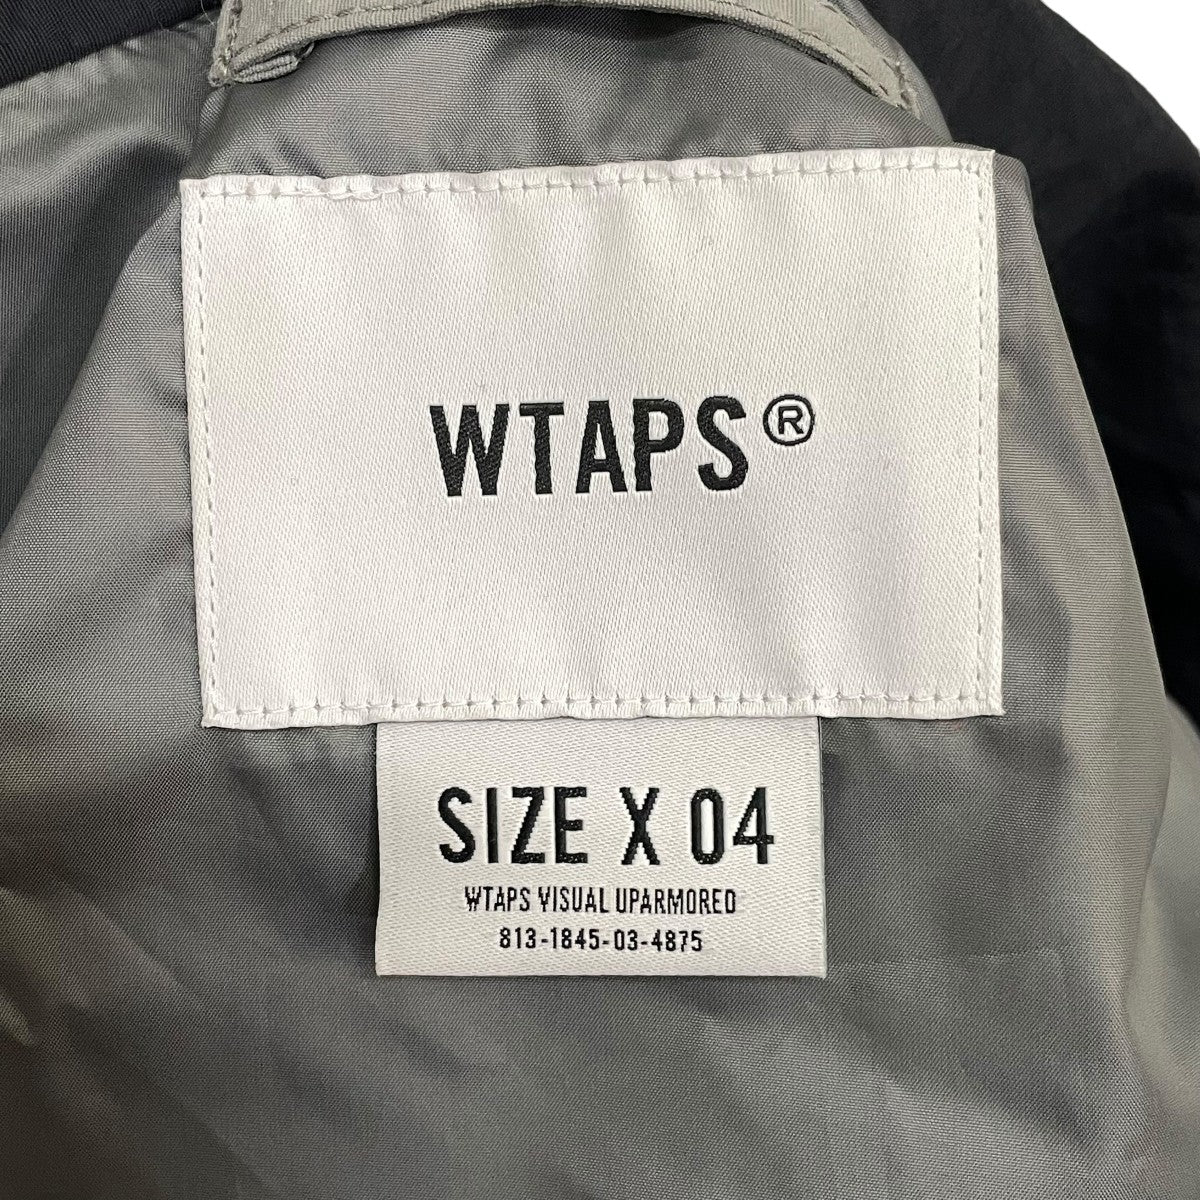 WTAPS®
SIZE X 04
WTAPS VISUAL UPARMORED
813-1845-03-4875